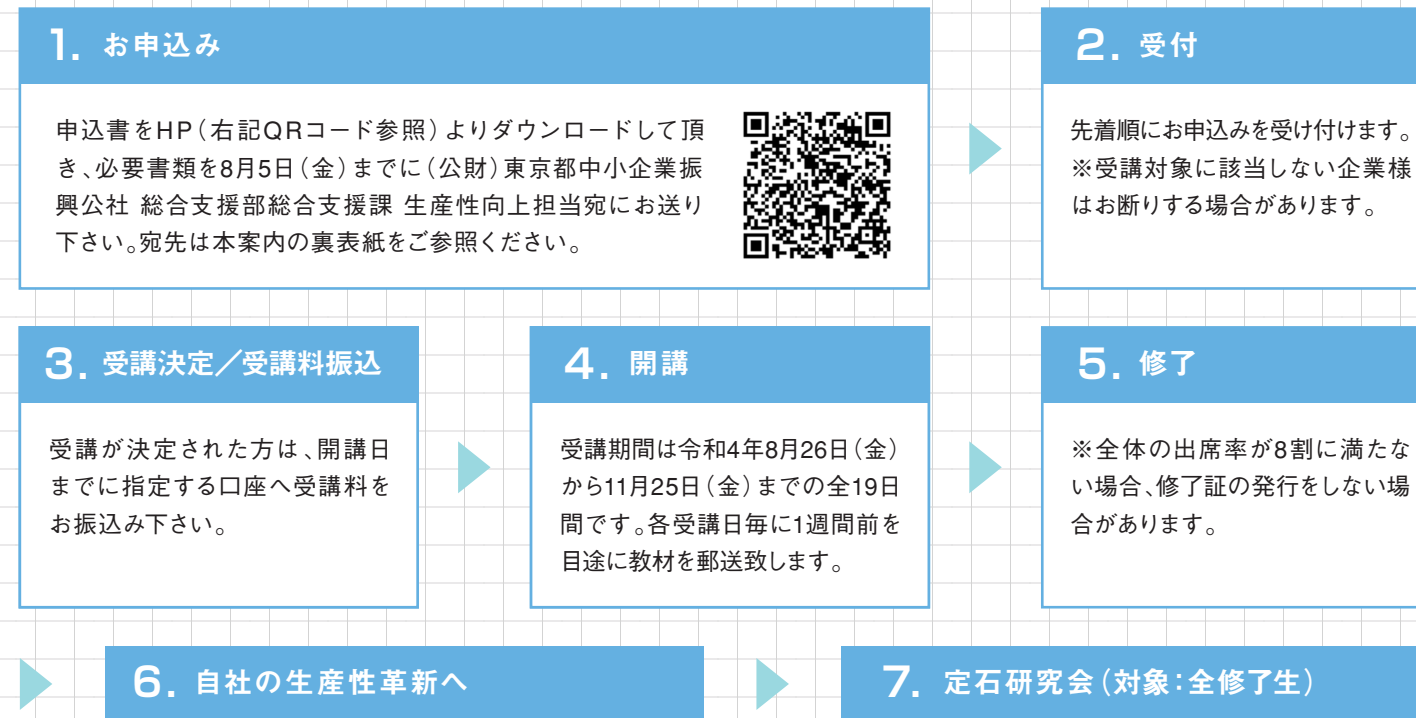 1. お申込み
申込書をHP（右記QRコード参照）よりダウンロードして頂
き、必要書類を8月5日（金）までに（公財）東京都中小企業振
興公社 総合支援部総合支援課 生産性向上担当宛にお送り
下さい。宛先は本案内の裏表紙をご参照ください。
2. 受付
先着順にお申込みを受け付けます。
※受講対象に該当しない企業様
はお断りする場合があります。
3. 受講決定／受講料振込
受講が決定された方は、開講日
までに指定する口座へ受講料を
お振込み下さい。
4. 開講
受講期間は令和4年8月26日（金）
から11月25日（金）までの全19日
間です。各受講日毎に1週間前を
目途に教材を郵送致します。
5. 修了
※全体の出席率が8割に満たな
い場合、修了証の発行をしない場
合があります。
6. 自社の生産性革新へ
7. 定石研究会（対象：全修了生）